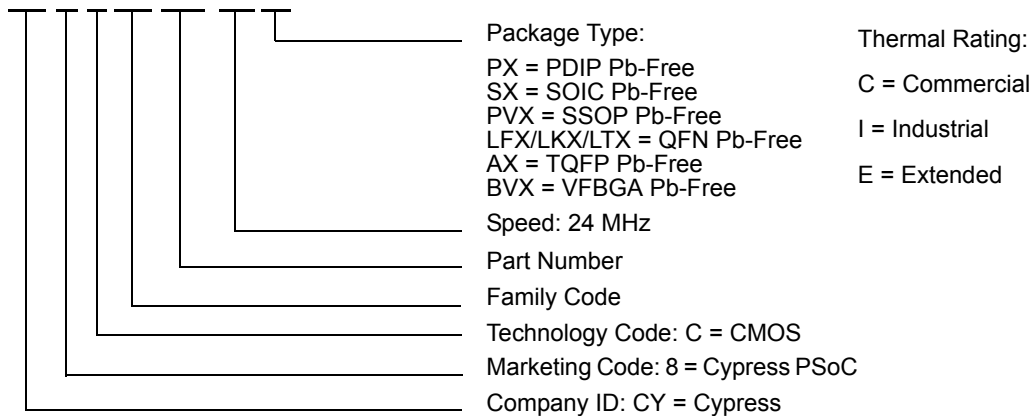 Package Type:
PX = PDIP Pb-Free
SX = SOIC Pb-Free
PVX = SSOP Pb-Free
LFX/LKX/LTX = QFN Pb-Free
AX = TQFP Pb-Free
BVX = VFBGA Pb-Free
Thermal Rating:
C = Commercial
I = Industrial
E = Extended
Speed: 24 MHz
Part Number
Family Code
Technology Code: C = CMOS
Marketing Code: 8 = Cypress PSoC
Company ID: CY = Cypress